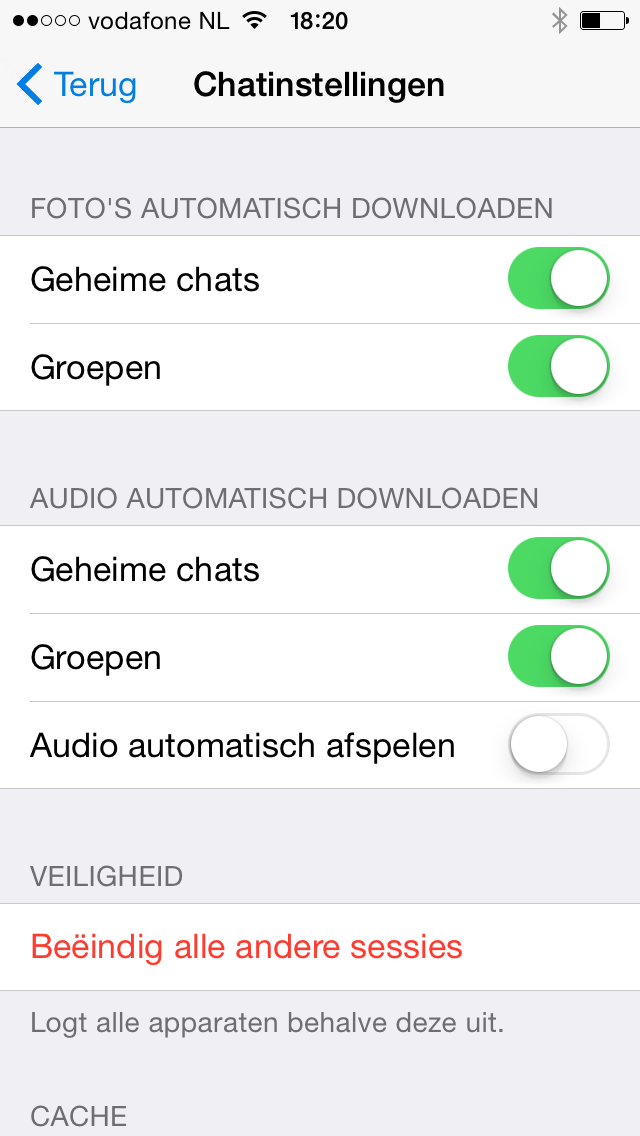 vodafone NL 18:20
Terug Chatinstellingen
FOTO'S AUTOMATISCH DOWNLOADEN
Geheime chats
Groepen
AUDIO AUTOMATISCH DOWNLOADEN
Geheime chats
Groepen
Audio automatisch afspelen
VEILIGHEID
Beëindig alle andere sessies
Logt alle apparaten behalve deze uit.
CACHE